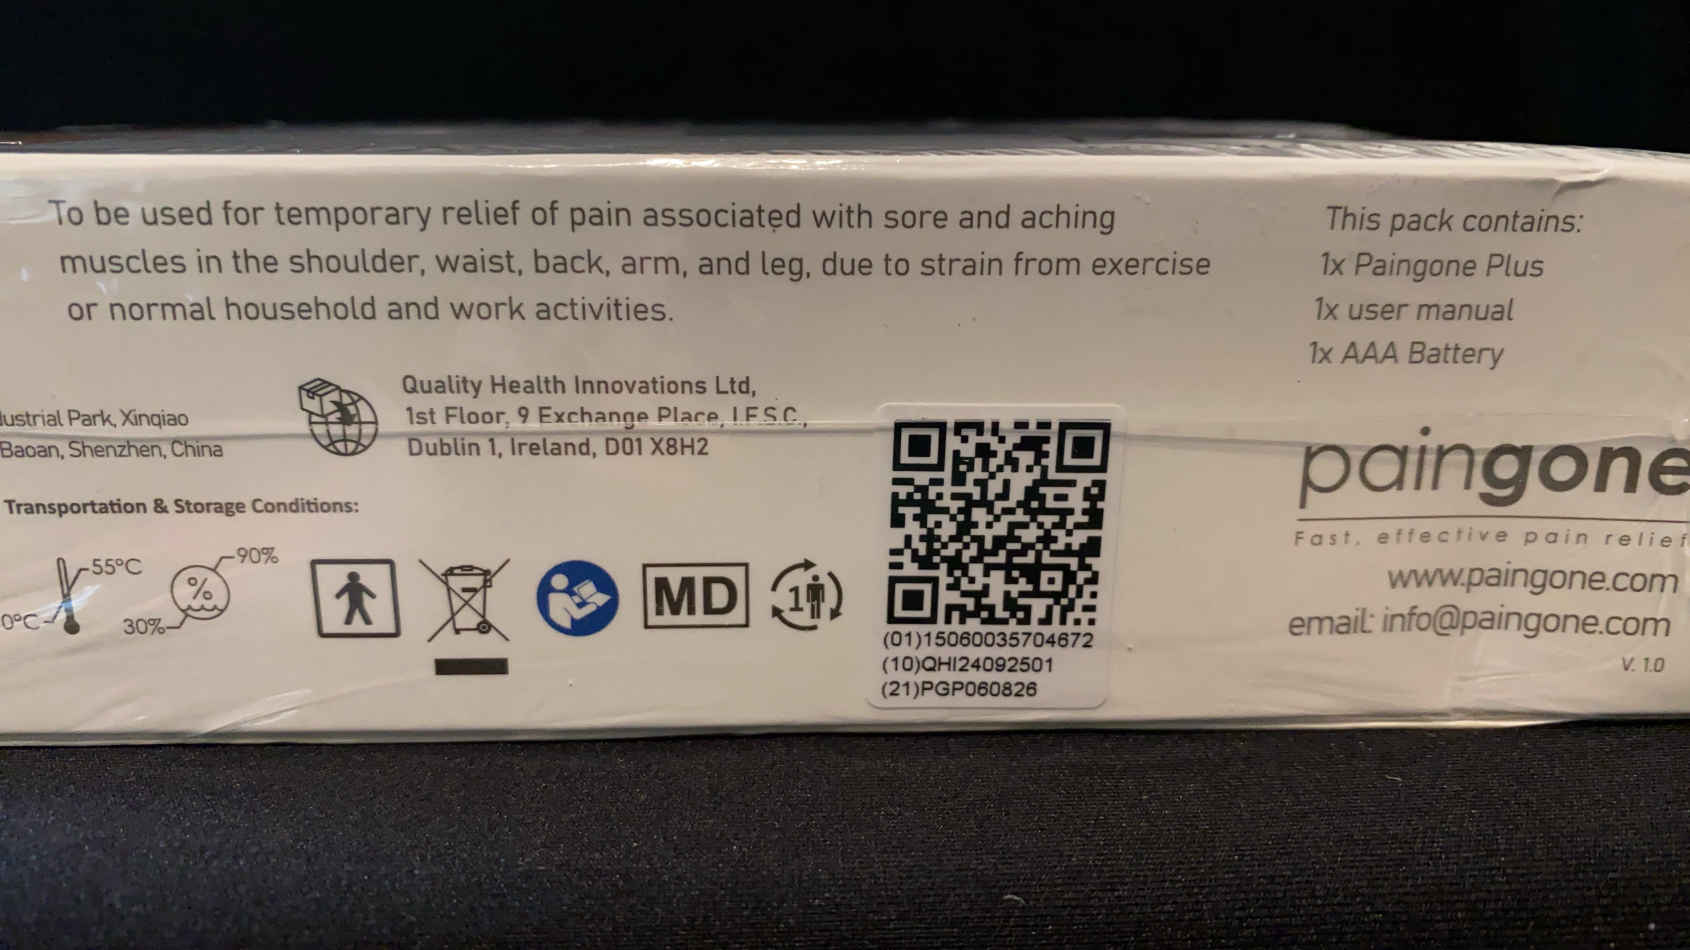 To be used for temporary relief of pain associated with sore and aching
muscles in the shoulder, waist, back, arm, and leg, due to strain from exercise
or normal household and work activities.
This pack contains:
1x Paingone Plus
1x user manual
1x AAA Battery
Park, Xinqiao
Baoan, Shenzhen, China
Quality Health Innovations Ltd,
1st Floor, 9 Exchange Place, I.F.S.C.,
Dublin 1, Ireland, D01 X8H2
Transportation & Storage Conditions:
55°C
0°C
%
90%
30%
MD
1
(01)15060035704672
(10)QHI24092501
(21)PGP060826
paingone
Fast, effective pain relief
www.paingone.com
email: info@paingone.com
V. 1.0